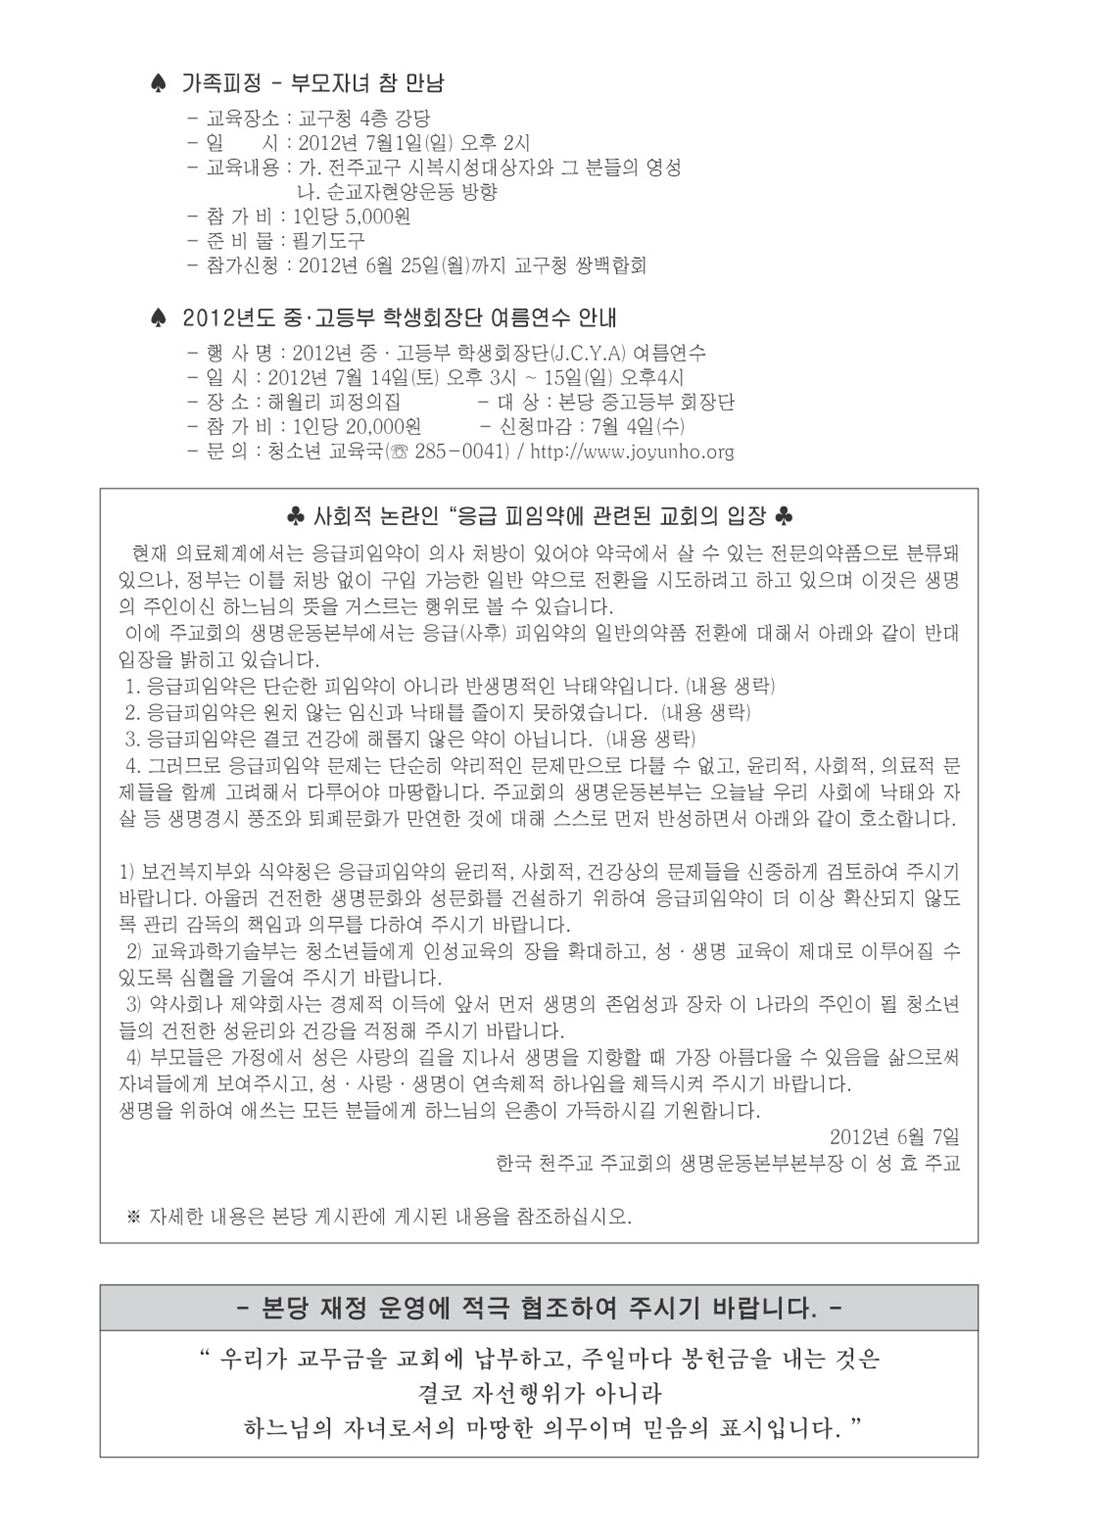 ♠ 가족피정 - 부모자녀 참 만남
- 교육장소 : 교구청 4층 강당
- 일 시 : 2012년 7월1일(일) 오후 2시
- 교육내용 : 가. 전주교구 시복시성대상자와 그 분들의 영성
나. 순교자현양운동 방향
- 참 가 비 : 1인당 5,000원
- 준 비 물 : 필기도구
- 참가신청 : 2012년 6월 25일(월)까지 교구청 쌍백합회
♠ 2012년도 중·고등부 학생회장단 여름연수 안내
- 행 사 명 : 2012년 중 · 고등부 학생회장단(J.C.Y.A) 여름연수
- 일 시 : 2012년 7월 14일(토) 오후 3시 ~ 15일(일) 오후4시
- 장 소 : 해월리 피정의집 - 대 상 : 본당 중고등부 회장단
- 참 가 비 : 1인당 20,000원 - 신청마감 : 7월 4일(수)
- 문 의 : 청소년 교육국(☏ 285-0041) / http://www.joyunho.org
♣ 사회적 논란인 “응급 피임약에 관련된 교회의 입장 ♣
현재 의료체계에서는 응급피임약이 의사 처방이 있어야 약국에서 살 수 있는 전문의약품으로 분류돼
있으나, 정부는 이를 처방 없이 구입 가능한 일반 약으로 전환을 시도하려고 하고 있으며 이것은 생명
의 주인이신 하느님의 뜻을 거스르는 행위로 볼 수 있습니다.
이에 주교회의 생명운동본부에서는 응급(사후) 피임약의 일반의약품 전환에 대해서 아래와 같이 반대
입장을 밝히고 있습니다.
1. 응급피임약은 단순한 피임약이 아니라 반생명적인 낙태약입니다. (내용 생략)
2. 응급피임약은 원치 않는 임신과 낙태를 줄이지 못하였습니다. (내용 생략)
3. 응급피임약은 결코 건강에 해롭지 않은 약이 아닙니다. (내용 생략)
4. 그러므로 응급피임약 문제는 단순히 약리적인 문제만으로 다룰 수 없고, 윤리적, 사회적, 의료적 문
제들을 함께 고려해서 다루어야 마땅합니다. 주교회의 생명운동본부는 오늘날 우리 사회에 낙태와 자
살 등 생명경시 풍조와 퇴폐문화가 만연한 것에 대해 스스로 먼저 반성하면서 아래와 같이 호소합니다.
1) 보건복지부와 식약청은 응급피임약의 윤리적, 사회적, 건강상의 문제들을 신중하게 검토하여 주시기
바랍니다. 아울러 건전한 생명문화와 성문화를 건설하기 위하여 응급피임약이 더 이상 확산되지 않도
록 관리 감독의 책임과 의무를 다하여 주시기 바랍니다.
2) 교육과학기술부는 청소년들에게 인성교육의 장을 확대하고, 성 · 생명 교육이 제대로 이루어질 수
있도록 심혈을 기울여 주시기 바랍니다.
3) 약사회나 제약회사는 경제적 이득에 앞서 먼저 생명의 존엄성과 장차 이 나라의 주인이 될 청소년
들의 건전한 성윤리와 건강을 걱정해 주시기 바랍니다.
4) 부모들은 가정에서 성은 사랑의 길을 지나서 생명을 지향할 때 가장 아름다울 수 있음을 삶으로써
자녀들에게 보여주시고, 성 · 사랑 · 생명이 연속체적 하나임을 체득시켜 주시기 바랍니다.
생명을 위하여 애쓰는 모든 분들에게 하느님의 은총이 가득하시길 기원합니다.
2012년 6월 7일
한국 천주교 주교회의 생명운동본부본부장 이 성 효 주교
※ 자세한 내용은 본당 게시판에 게시된 내용을 참조하십시오.
- 본당 재정 운영에 적극 협조하여 주시기 바랍니다. -
“ 우리가 교무금을 교회에 납부하고, 주일마다 봉헌금을 내는 것은
결코 자선행위가 아니라
하느님의 자녀로서의 마땅한 의무이며 믿음의 표시입니다. ”